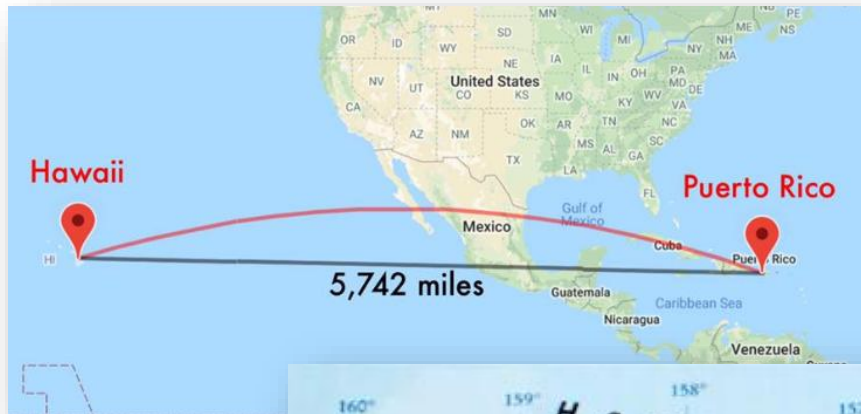 MT
MN
OR
ID
WY
SD
WI
MI
ME
NB
PE
NS
NY
NH
MA
NE
IA
IL
IN
OH
PA
MD
DE
NV
UT
CO
United States
KS
MO
KY
WV
VA
CA
AZ
NM
OK
AR
TN
NC
MS
AL
SC
GA
TX
LA
FL
Hawaii
Puerto Rico
Gulf of
Mexico
Mexico
Cuba
HI
Puerto Rico
5,742 miles
Guatemala
Caribbean Sea
Nicaragua
Venezuela
160°
159°
H
158°